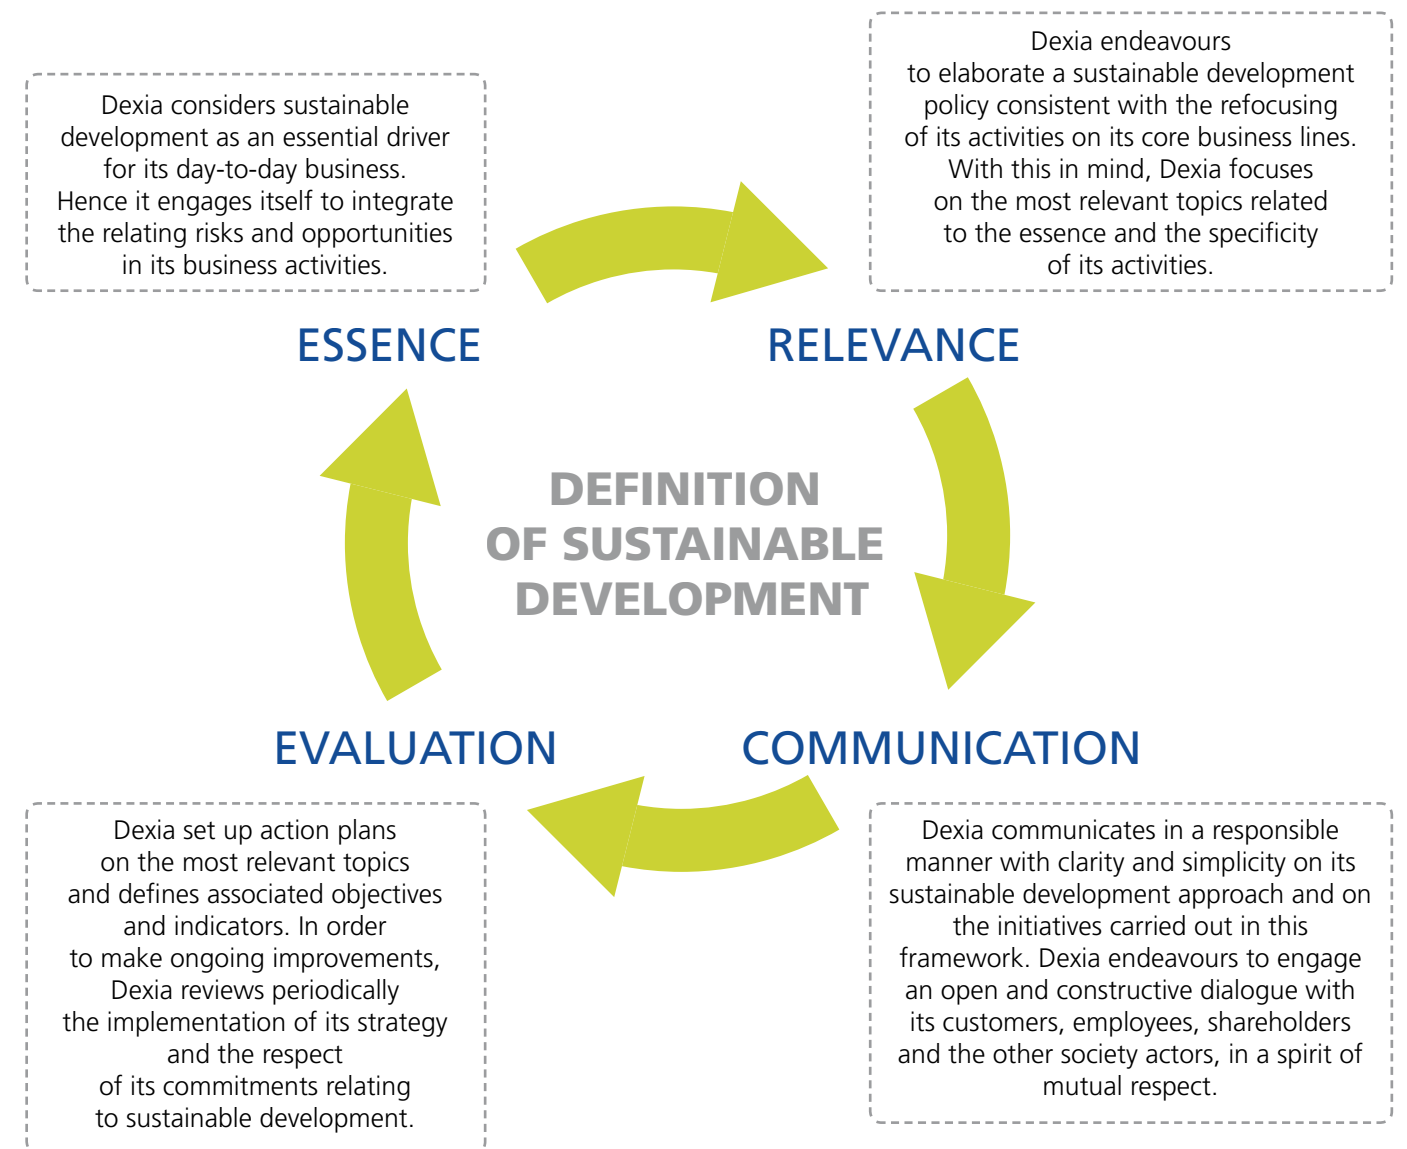 Dexia considers sustainable
development as an essential driver
for its day-to-day business.
Hence it engages itself to integrate
the relating risks and opportunities
in its business activities.
ESSENCE
Dexia endeavours
to elaborate a sustainable development
policy consistent with the refocusing
of its activities on its core business lines.
With this in mind, Dexia focuses
on the most relevant topics related
to the essence and the specificity
of its activities.
RELEVANCE
DEFINITION
OF SUSTAINABLE
DEVELOPMENT
EVALUATION
Dexia set up action plans
on the most relevant topics
and defines associated objectives
and indicators. In order
to make ongoing improvements,
Dexia reviews periodically
the implementation of its strategy
and the respect
of its commitments relating
to sustainable development.
COMMUNICATION
Dexia communicates in a responsible
manner with clarity and simplicity on its
sustainable development approach and on
the initiatives carried out in this
framework. Dexia endeavours to engage
an open and constructive dialogue with
its customers, employees, shareholders
and the other society actors, in a spirit of
mutual respect.